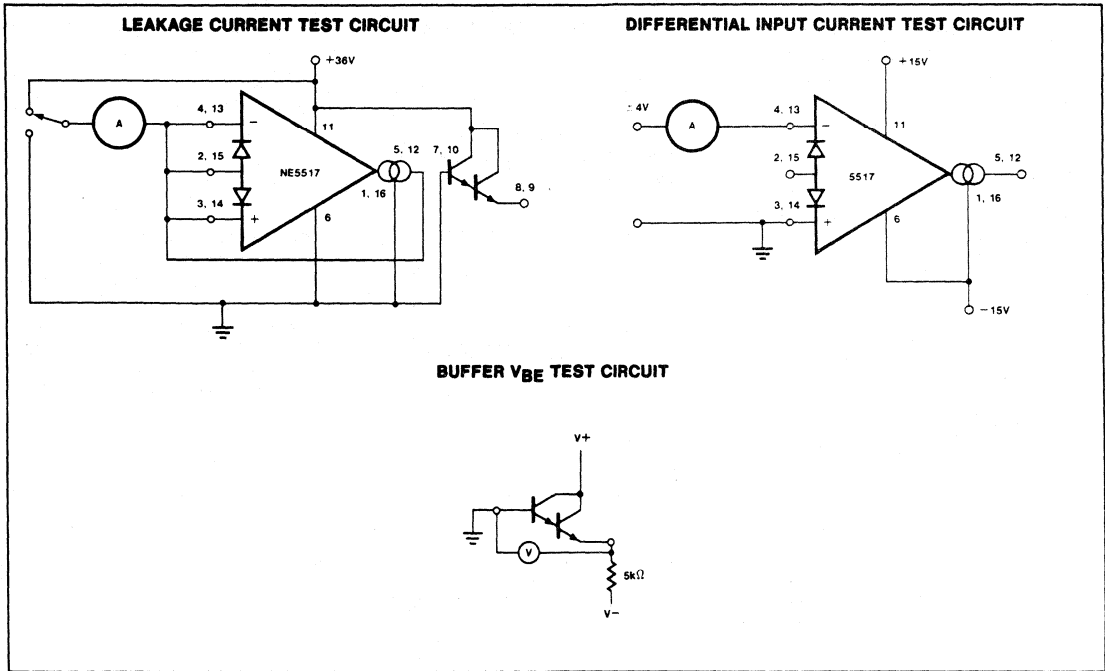 LEAKAGE CURRENT TEST CIRCUIT
+36V
A
4, 13
−
11
2, 15
NE5517
5, 12
7, 10
1, 16
8, 9
3, 14
+
6
DIFFERENTIAL INPUT CURRENT TEST CIRCUIT
+15V
4V
A
4, 13
−
11
2, 15
5517
5, 12
1, 16
3, 14
+
6
−15V
BUFFER VBE TEST CIRCUIT
V+
V
5kΩ
V−